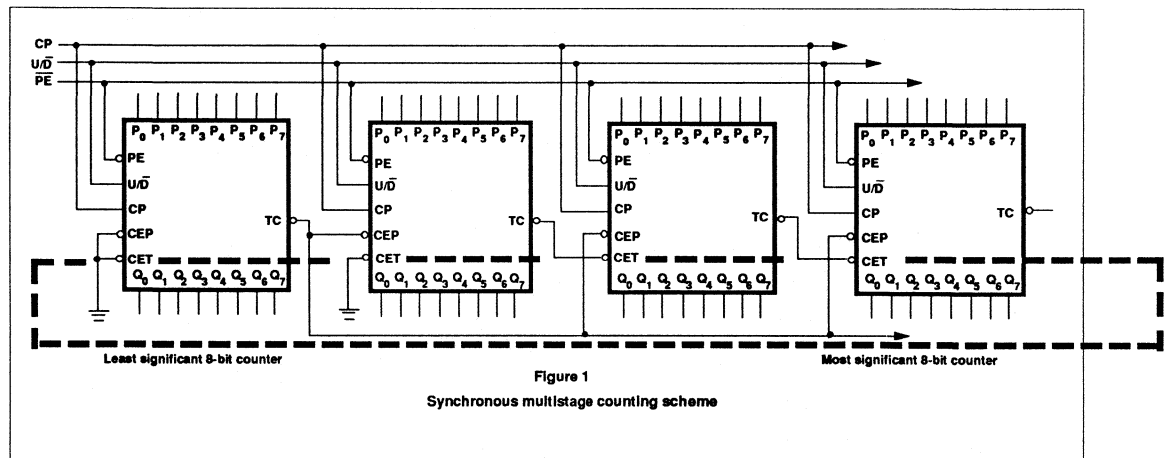 CP
U/D̅
P̅E̅
P0 P1 P2 P3 P4 P5 P6 P7
PE
U/D̅
CP
TC
CEP
CET
Q0 Q1 Q2 Q3 Q4 Q5 Q6 Q7
P0 P1 P2 P3 P4 P5 P6 P7
PE
U/D̅
CP
TC
CEP
CET
Q0 Q1 Q2 Q3 Q4 Q5 Q6 Q7
P0 P1 P2 P3 P4 P5 P6 P7
PE
U/D̅
CP
TC
CEP
CET
Q0 Q1 Q2 Q3 Q4 Q5 Q6 Q7
P0 P1 P2 P3 P4 P5 P6 P7
PE
U/D̅
CP
TC
CEP
CET
Q0 Q1 Q2 Q3 Q4 Q5 Q6 Q7
Least significant 8-bit counter
Most significant 8-bit counter
Figure 1
Synchronous multistage counting scheme